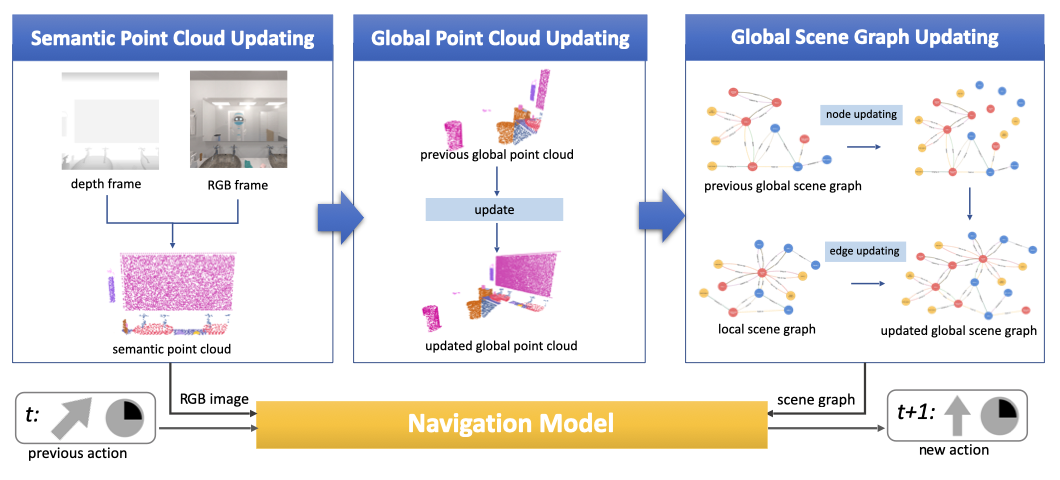 Semantic Point Cloud Updating
Global Point Cloud Updating
Global Scene Graph Updating
depth frame
RGB frame
semantic point cloud
previous global point cloud
update
updated global point cloud
node updating
previous global scene graph
edge updating
local scene graph
updated global scene graph
t:
previous action
RGB image
Navigation Model
scene graph
t+1:
new action